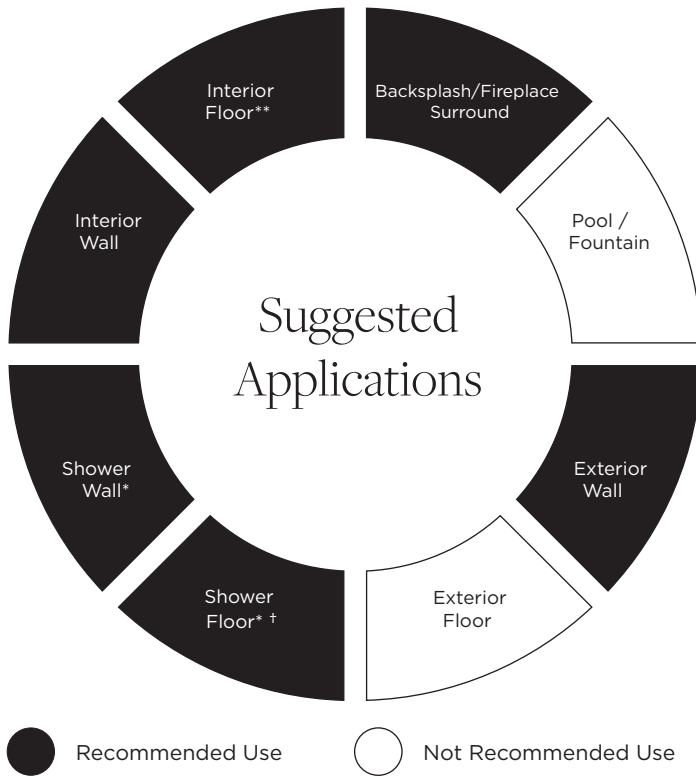 Interior
Floor**
Backsplash/Fireplace
Surround
Interior
Wall
Pool /
Fountain
Suggested
Applications
Shower
Wall*
Exterior
Wall
Shower
Floor* †
Exterior
Floor
Recommended Use
Not Recommended Use